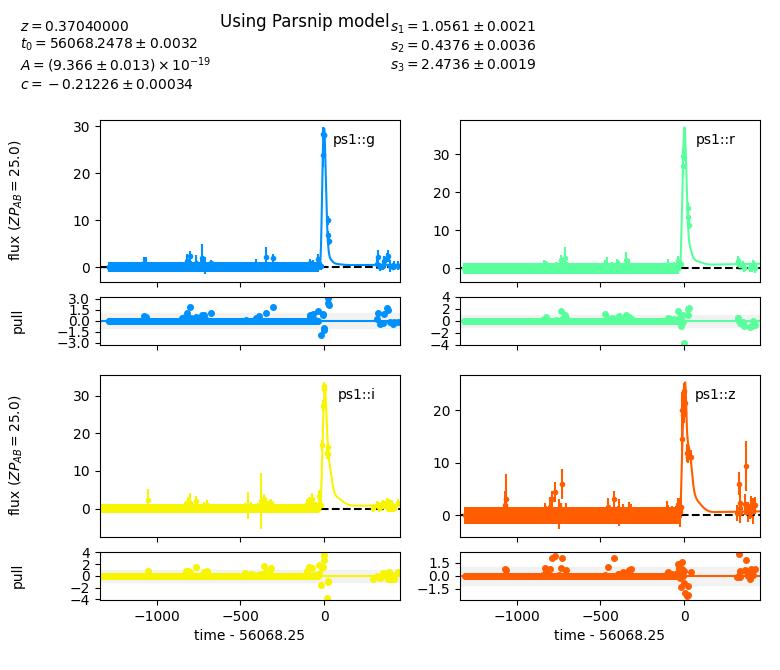 Using Parsnip model
z = 0.37040000
t₀ = 56068.2478 ± 0.0032
A = (9.366 ± 0.013) × 10⁻¹⁹
c = −0.21226 ± 0.00034
s₁ = 1.0561 ± 0.0021
s₂ = 0.4376 ± 0.0036
s₃ = 2.4736 ± 0.0019
flux (ZP_AB = 25.0)
30
20
10
0
ps1::g
30
20
10
0
ps1::r
pull
3.0
1.5
0.0
−1.5
−3.0
4
2
0
−2
−4
flux (ZP_AB = 25.0)
30
20
10
0
ps1::i
20
10
0
ps1::z
pull
4
2
0
−2
−4
1.5
0.0
−1.5
−1000
−500
0
−1000
−500
0
time - 56068.25
time - 56068.25